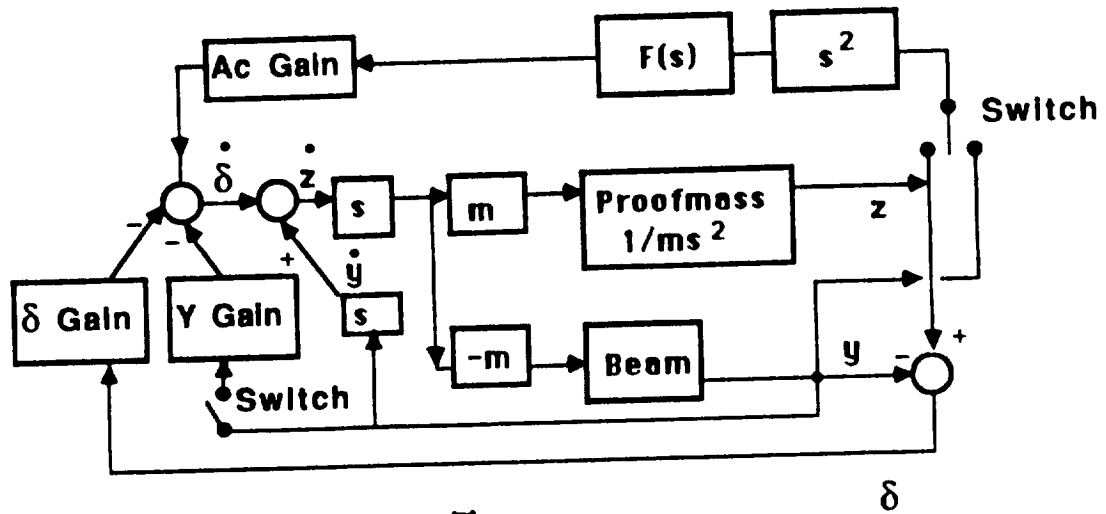 Ac Gain
F(s)
s²
Switch
δ̇
ż
s
m
Proofmass
1/ms²
z
-
-
+
ẏ
δ Gain
Y Gain
s
-m
Beam
y
-
+
Switch
δ